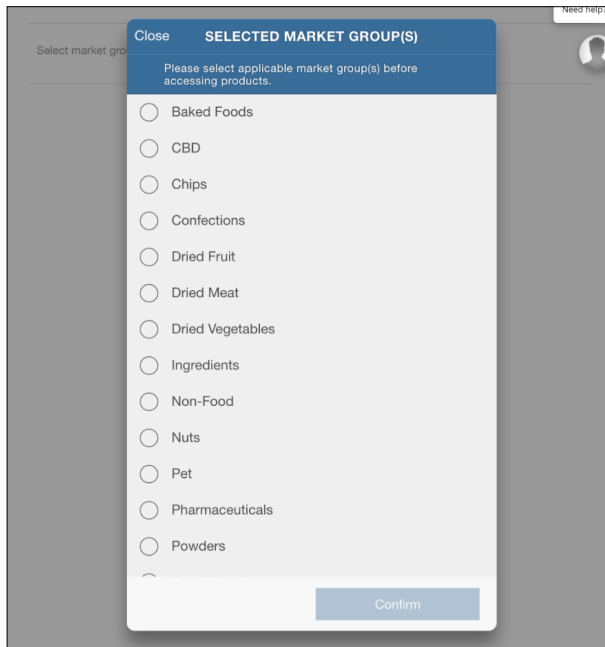 Need help?
Close
SELECTED MARKET GROUP(S)
Select market gro
Please select applicable market group(s) before
accessing products.
Baked Foods
CBD
Chips
Confections
Dried Fruit
Dried Meat
Dried Vegetables
Ingredients
Non-Food
Nuts
Pet
Pharmaceuticals
Powders
Confirm